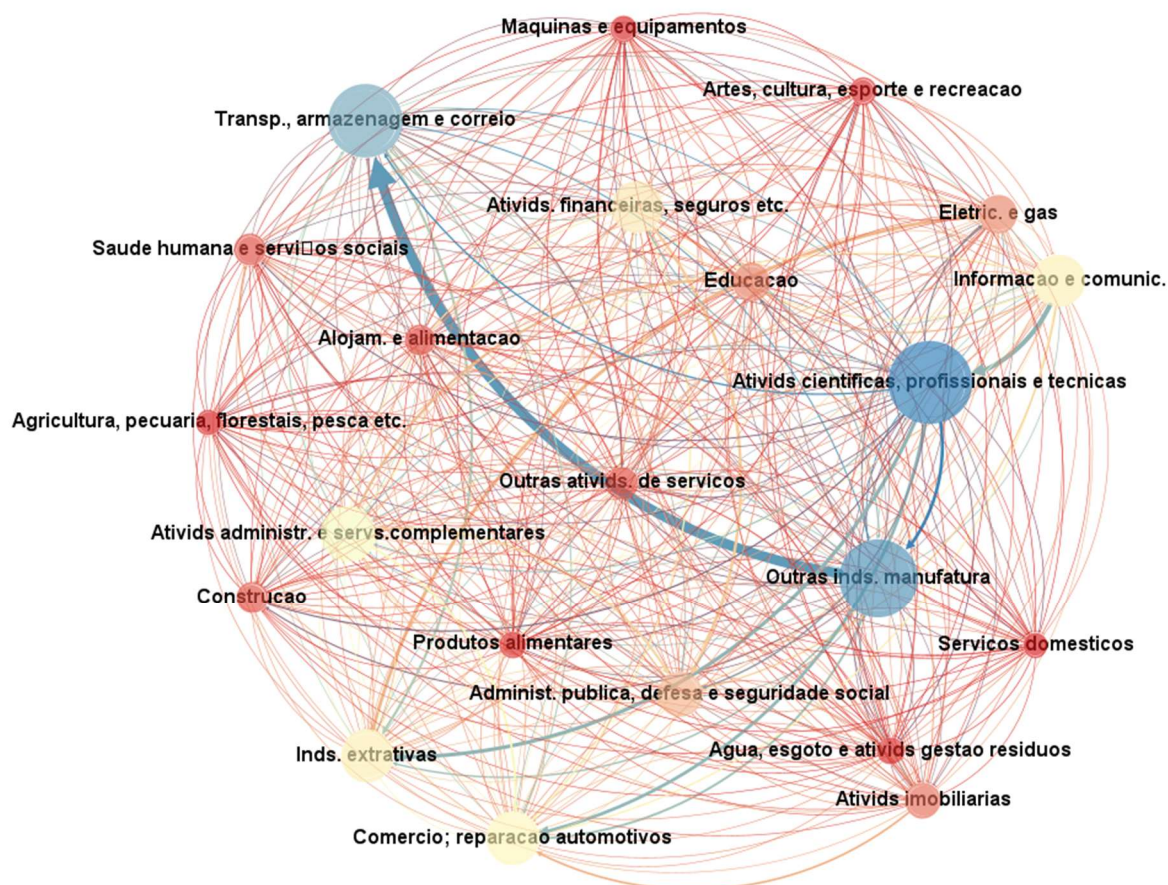 Maquinas e equipamentos
Artes, cultura, esporte e recreacao
Transp., armazenagem e correio
Ativids. financeiras, seguros etc.
Eletric. e gas
Saude humana e servi□os sociais
Educacao
Informacao e comunic.
Alojam. e alimentacao
Ativids cientificas, profissionais e tecnicas
Agricultura, pecuaria, florestais, pesca etc.
Outras ativids. de servicos
Ativids administr. e servs.complementares
Outras inds. manufatura
Construcao
Produtos alimentares
Servicos domesticos
Administ. publica, defesa e seguridade social
Inds. extrativas
Agua, esgoto e ativids gestao residuos
Ativids imobiliarias
Comercio; reparacao automotivos